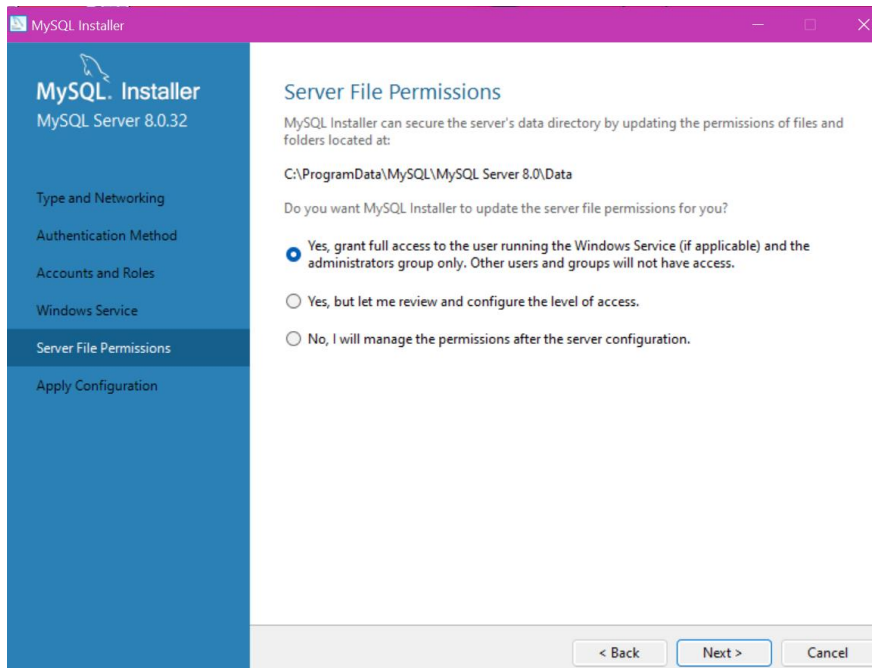 MySQL Installer
MySQL. Installer
MySQL Server 8.0.32
Type and Networking
Authentication Method
Accounts and Roles
Windows Service
Server File Permissions
Apply Configuration
Server File Permissions
MySQL Installer can secure the server's data directory by updating the permissions of files and
folders located at:
C:\ProgramData\MySQL\MySQL Server 8.0\Data
Do you want MySQL Installer to update the server file permissions for you?
Yes, grant full access to the user running the Windows Service (if applicable) and the
administrators group only. Other users and groups will not have access.
Yes, but let me review and configure the level of access.
No, I will manage the permissions after the server configuration.
< Back
Next >
Cancel